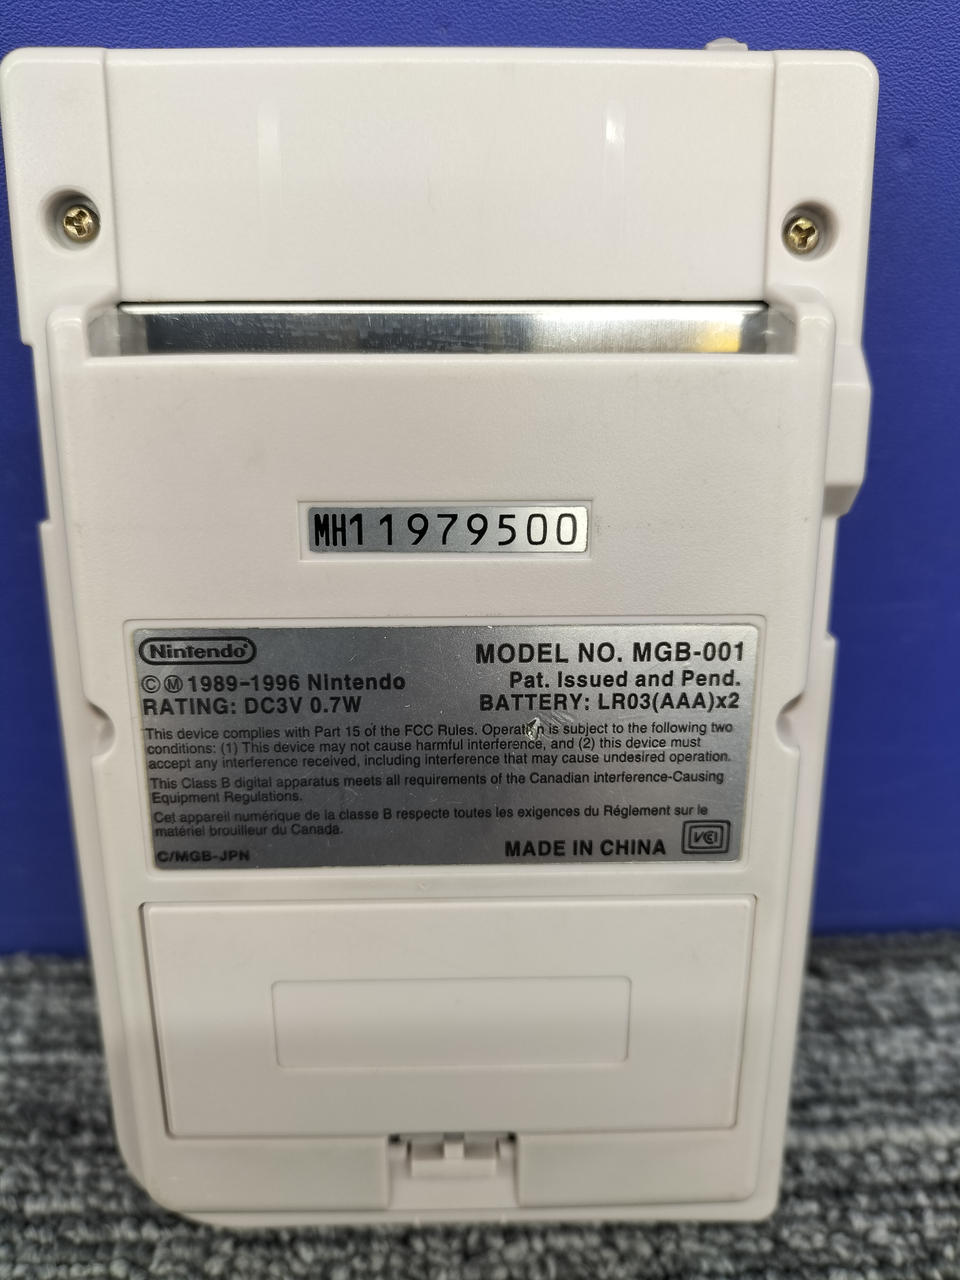 MH11979500
Nintendo®
MODEL NO. MGB-001
©Ⓜ1989-1996 Nintendo
Pat. Issued and Pend.
RATING: DC3V 0.7W
BATTERY: LR03(AAA)x2
This device complies with Part 15 of the FCC Rules. Operation is subject to the following two
conditions: (1) This device may not cause harmful interference, and (2) this device must
accept any interference received, including interference that may cause undesired operation.
This Class B digital apparatus meets all requirements of the Canadian interference-Causing
Equipment Regulations.
Cet appareil numérique de la classe B respecte toutes les exigences du Réglement sur le
matériel brouilleur du Canada.
C/MGB-JPN
MADE IN CHINA
VCI